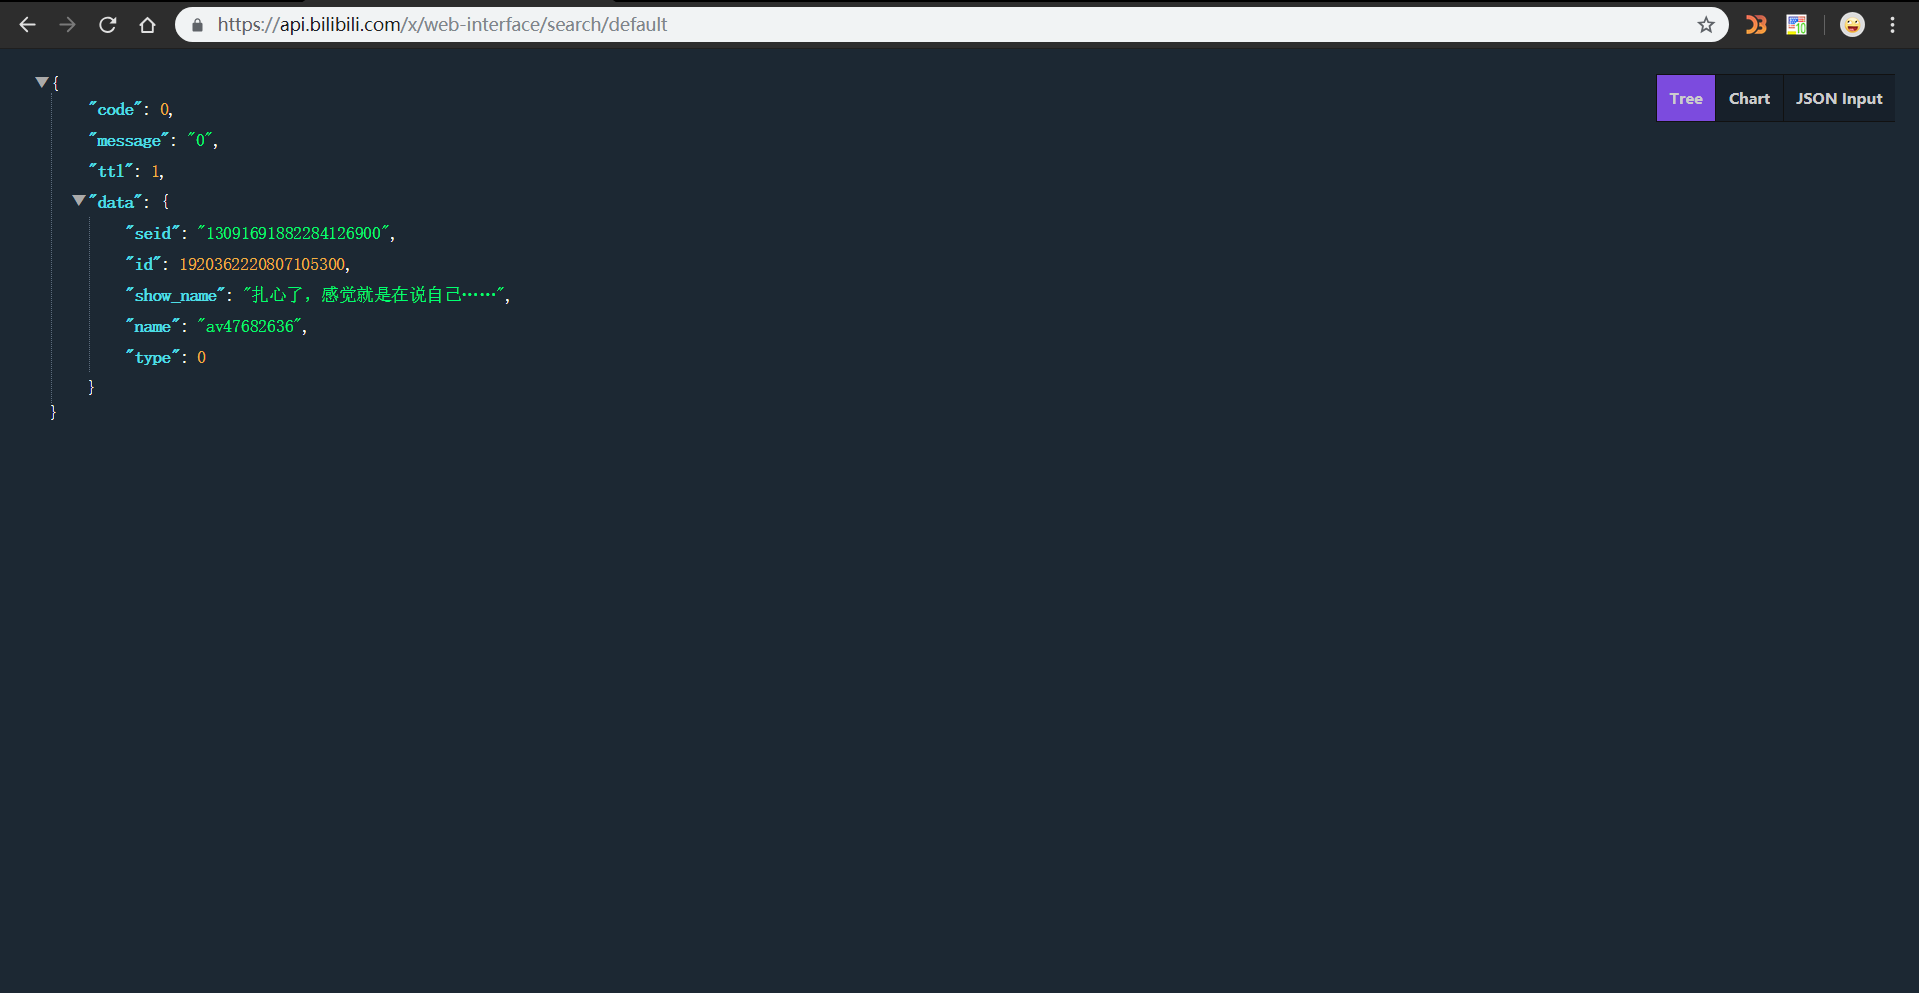 https://api.bilibili.com/x/web-interface/search/default
Tree Chart JSON Input
{
"code": 0,
"message": "0",
"ttl": 1,
"data": {
"seid": "13091691882284126900",
"id": 1920362220807105300,
"show_name": "扎心了，感觉就是在说自己……",
"name": "av47682636",
"type": 0
}
}